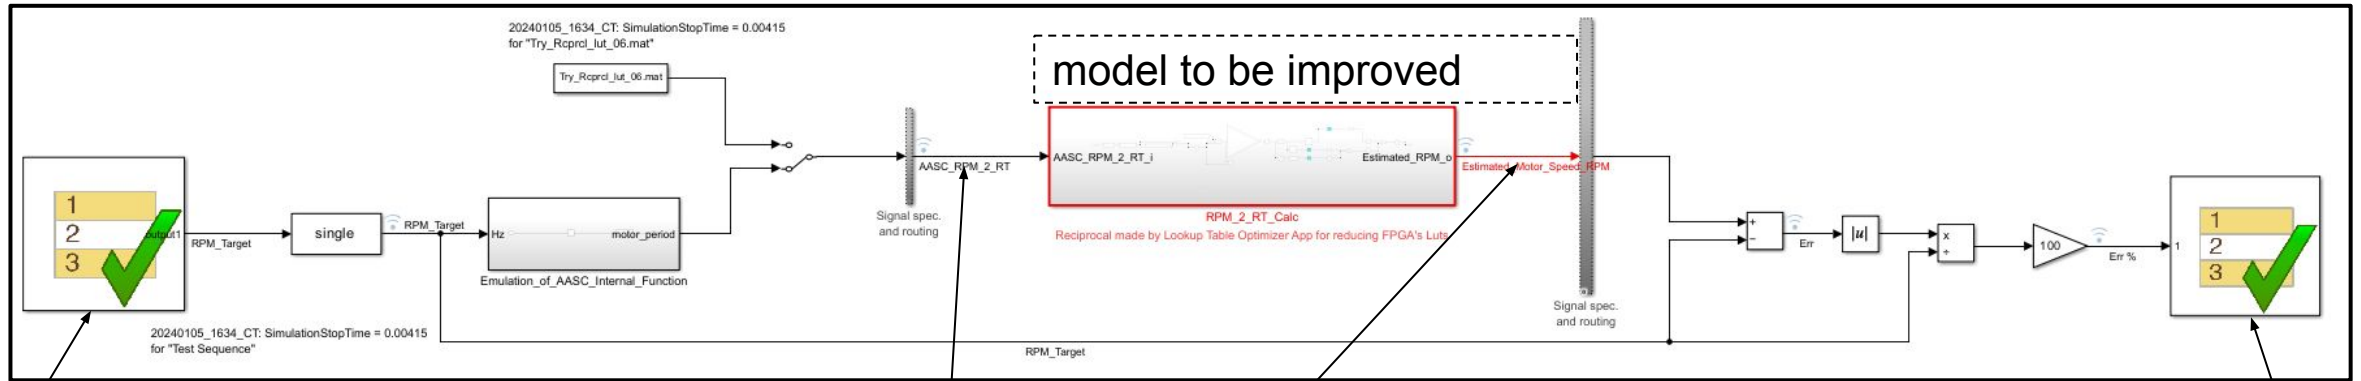 20240105_1634_CT: SimulationStopTime = 0.00415
for "Try_Rcprcl_lut_06.mat"
Try_Rcprcl_lut_06.mat
model to be improved
1
2
3
output1
RPM_Target
single
RPM_Target
Hz
motor_period
Emulation_of_AASC_Internal_Function
AASC_RPM_2_RT
Signal spec.
and routing
AASC_RPM_2_RT_i
Estimated_RPM_o
RPM_2_RT_Calc
Reciprocal made by Lookup Table Optimizer App for reducing FPGA's Luts
Estimated_Motor_Speed_RPM
Signal spec.
and routing
+
−
Err
|u|
×
÷
100
Err %
1
1
2
3
20240105_1634_CT: SimulationStopTime = 0.00415
for "Test Sequence"
RPM_Target